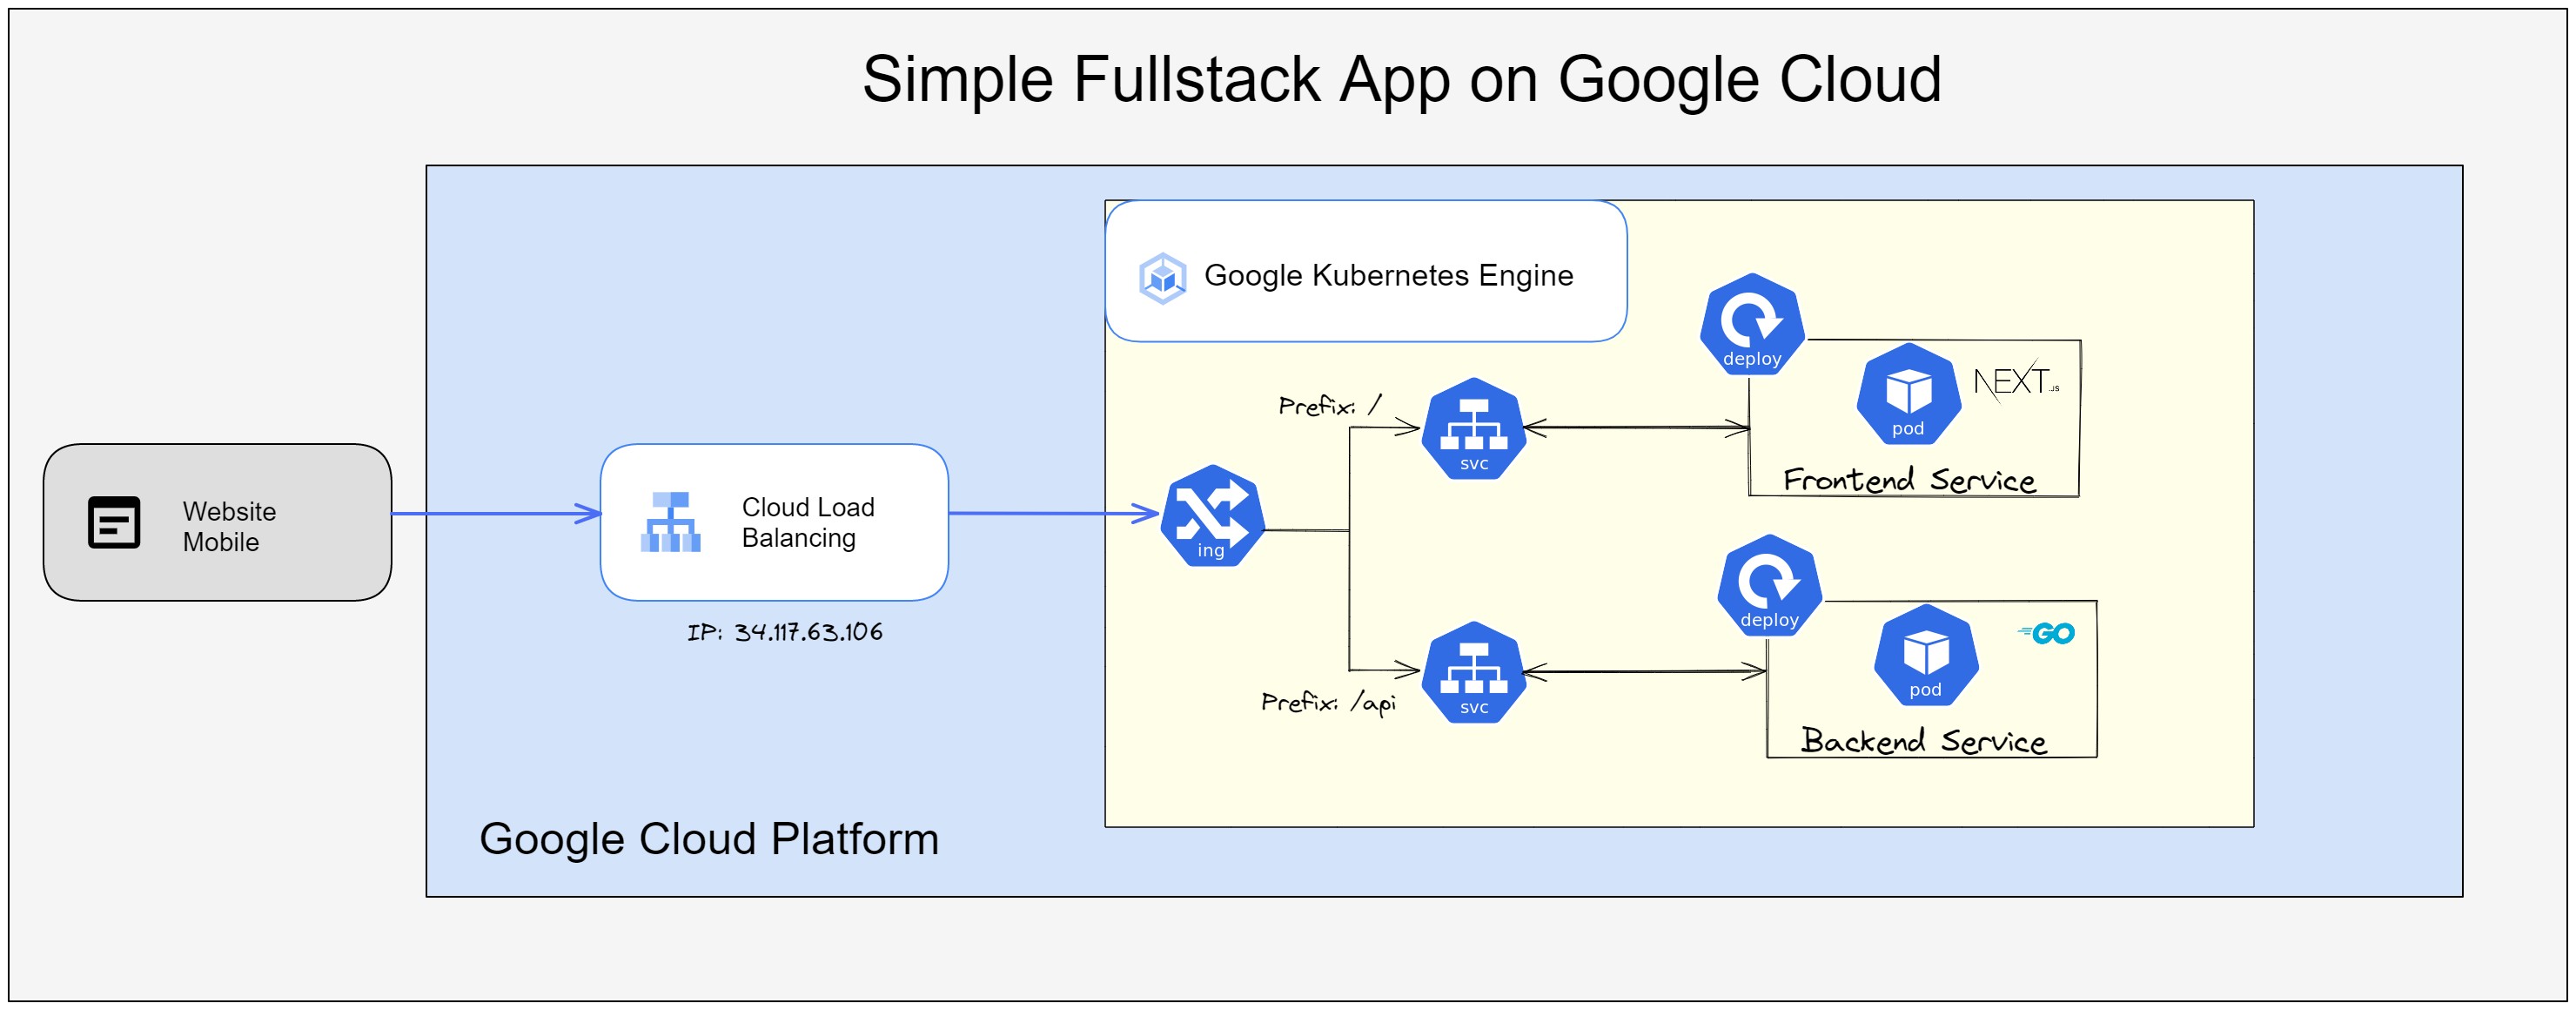 Simple Fullstack App on Google Cloud
Google Kubernetes Engine
deploy
NEXT.JS
pod
Prefix: /
svc
Frontend Service
Website
Mobile
Cloud Load
Balancing
ing
IP: 34.117.63.106
deploy
GO
pod
Prefix: /api
svc
Backend Service
Google Cloud Platform